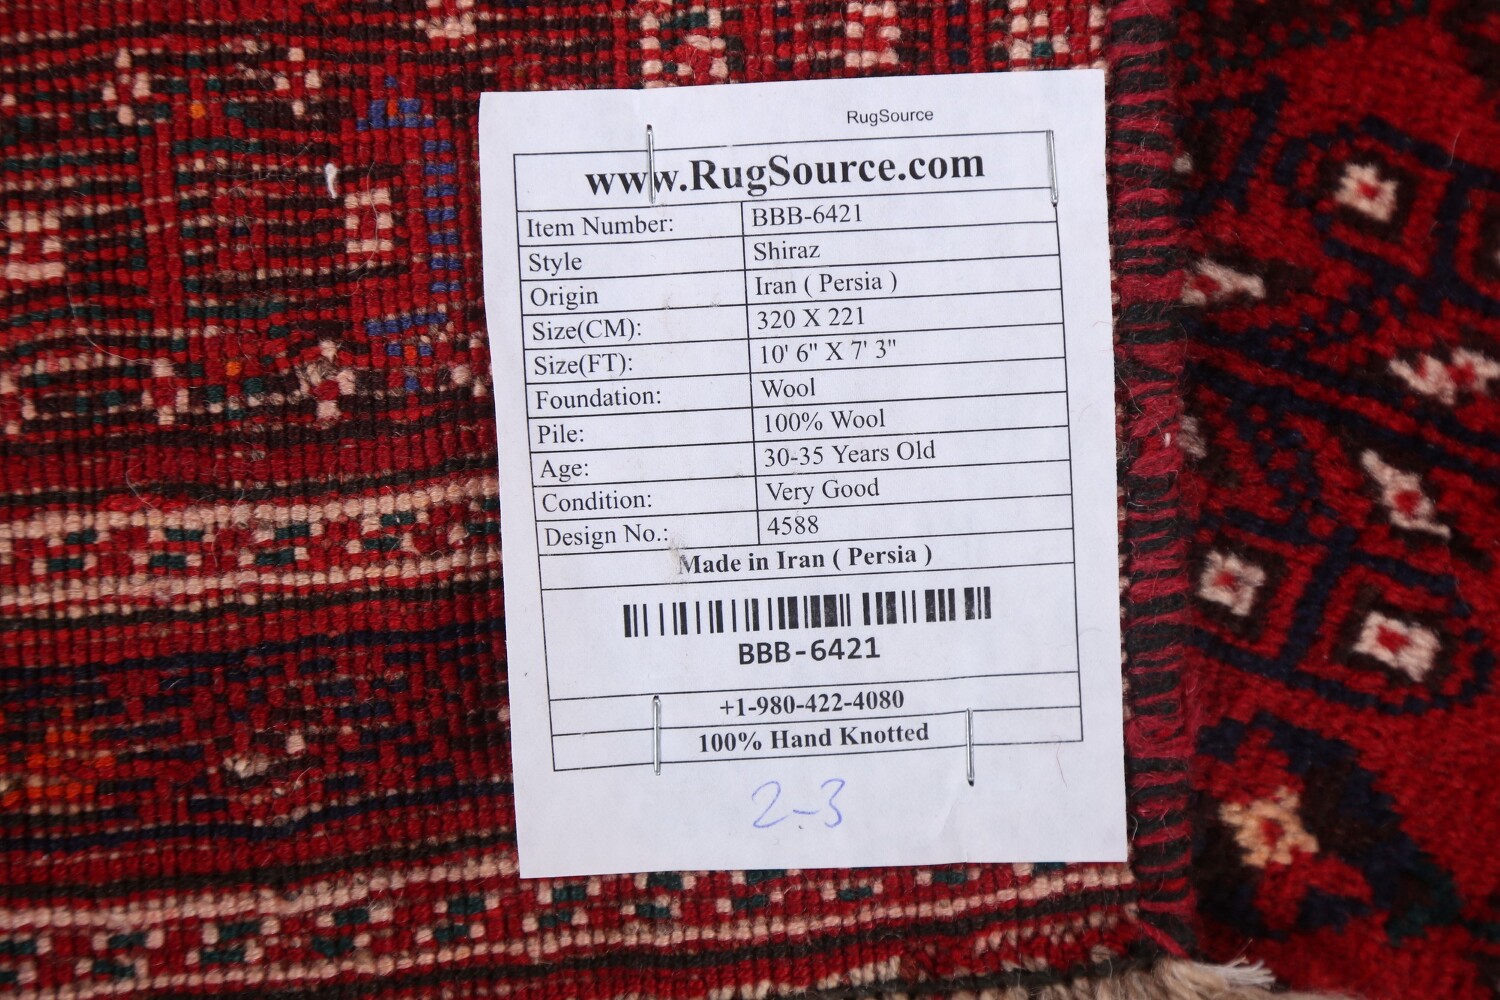 RugSource
www.RugSource.com
Item Number: BBB-6421
Style Shiraz
Origin Iran ( Persia )
Size(CM): 320 X 221
Size(FT): 10' 6" X 7' 3"
Foundation: Wool
Pile: 100% Wool
Age: 30-35 Years Old
Condition: Very Good
Design No.: 4588
Made in Iran ( Persia )
BBB-6421
+1-980-422-4080
100% Hand Knotted
2-3